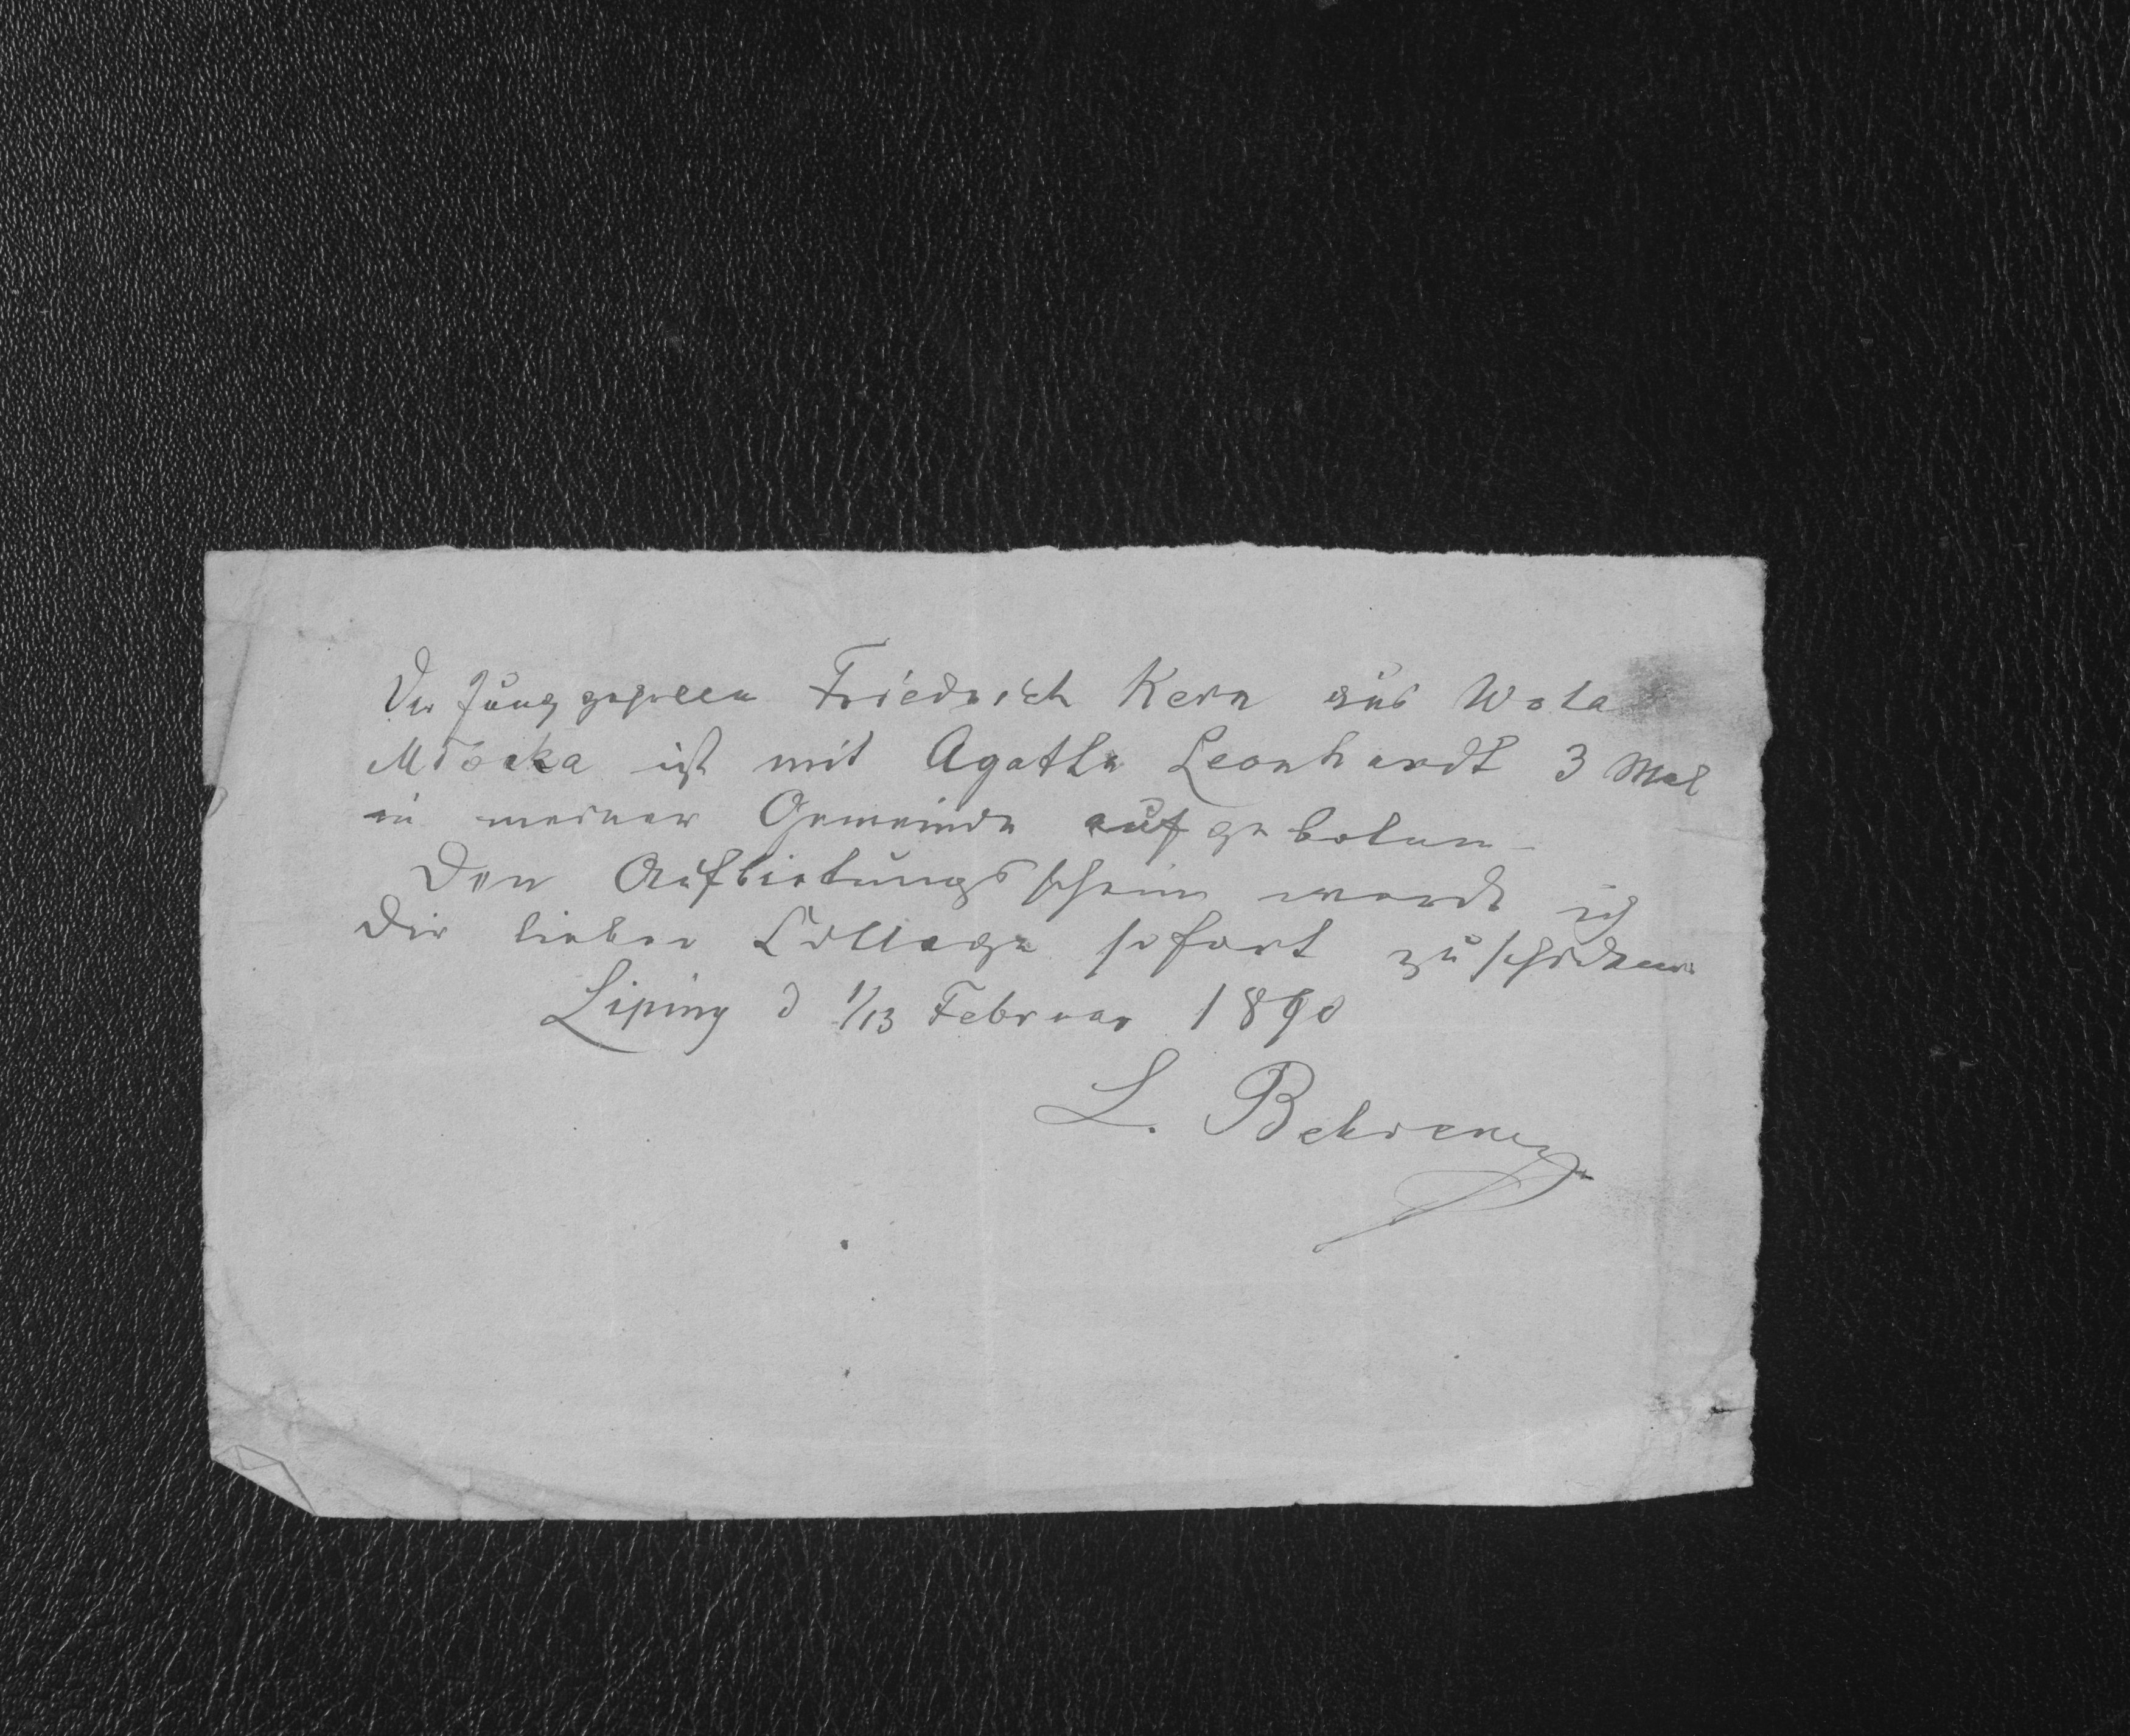 Der Junggeselle Friedrich Kern aus Wola
Młocka ist mit Agathe Leonhardt 3 Mal
in meiner Gemeinde aufgeboten.
Den Aufbietungsschein werde ich
Dir lieber College sofort zuschicken
Lipiny d 1/13 Februar 1890
L. Behrens